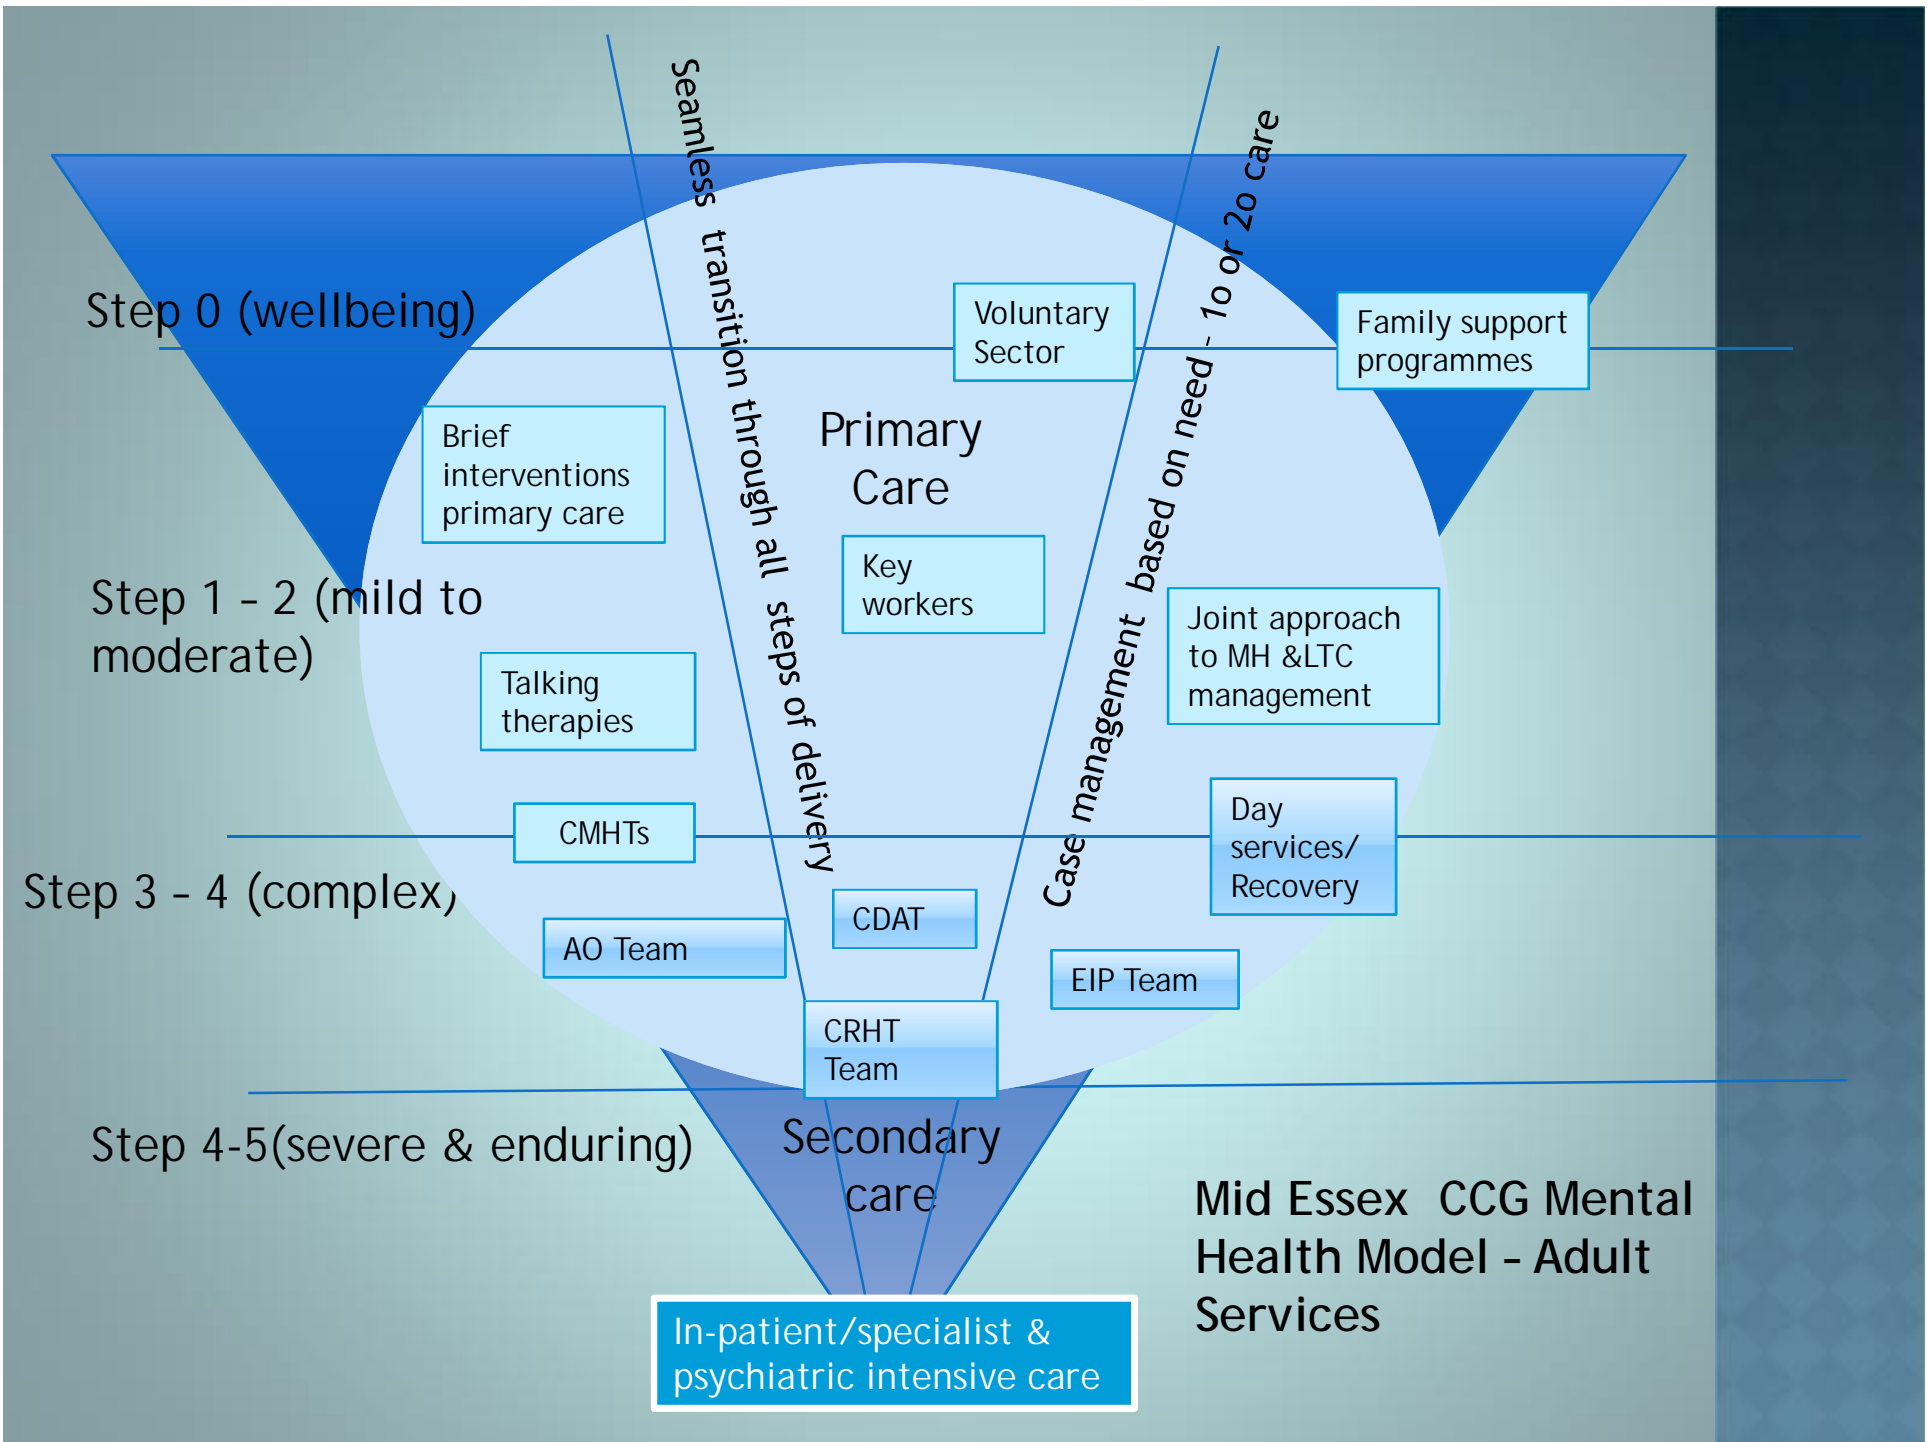 Seamless transition through all steps of delivery
Case management based on need - 1o or 2o care
Step 0 (wellbeing)
Voluntary
Sector
Family support
programmes
Brief
interventions
primary care
Primary
Care
Key
workers
Step 1 – 2 (mild to
moderate)
Joint approach
to MH &LTC
management
Talking
therapies
CMHTs
Day
services/
Recovery
Step 3 – 4 (complex)
CDAT
AO Team
EIP Team
CRHT
Team
Step 4-5(severe & enduring)
Secondary
care
Mid Essex CCG Mental
Health Model – Adult
Services
In-patient/specialist &
psychiatric intensive care